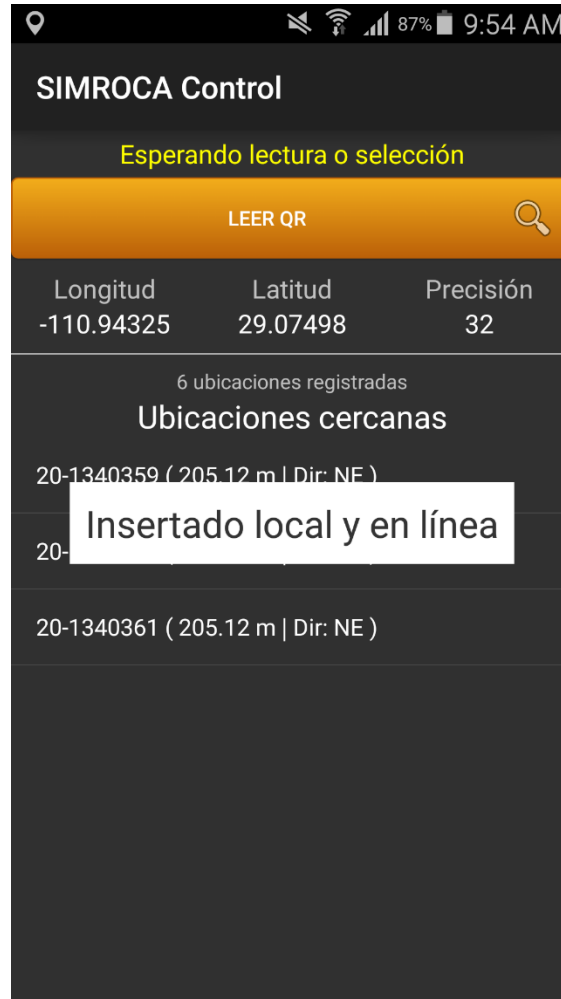 87% 9:54 AM
SIMROCA Control
Esperando lectura o selección
LEER QR
Longitud Latitud Precisión
-110.94325 29.07498 32
6 ubicaciones registradas
Ubicaciones cercanas
20-1340359 ( 205.12 m | Dir: NE )
Insertado local y en línea
20-
20-1340361 ( 205.12 m | Dir: NE )